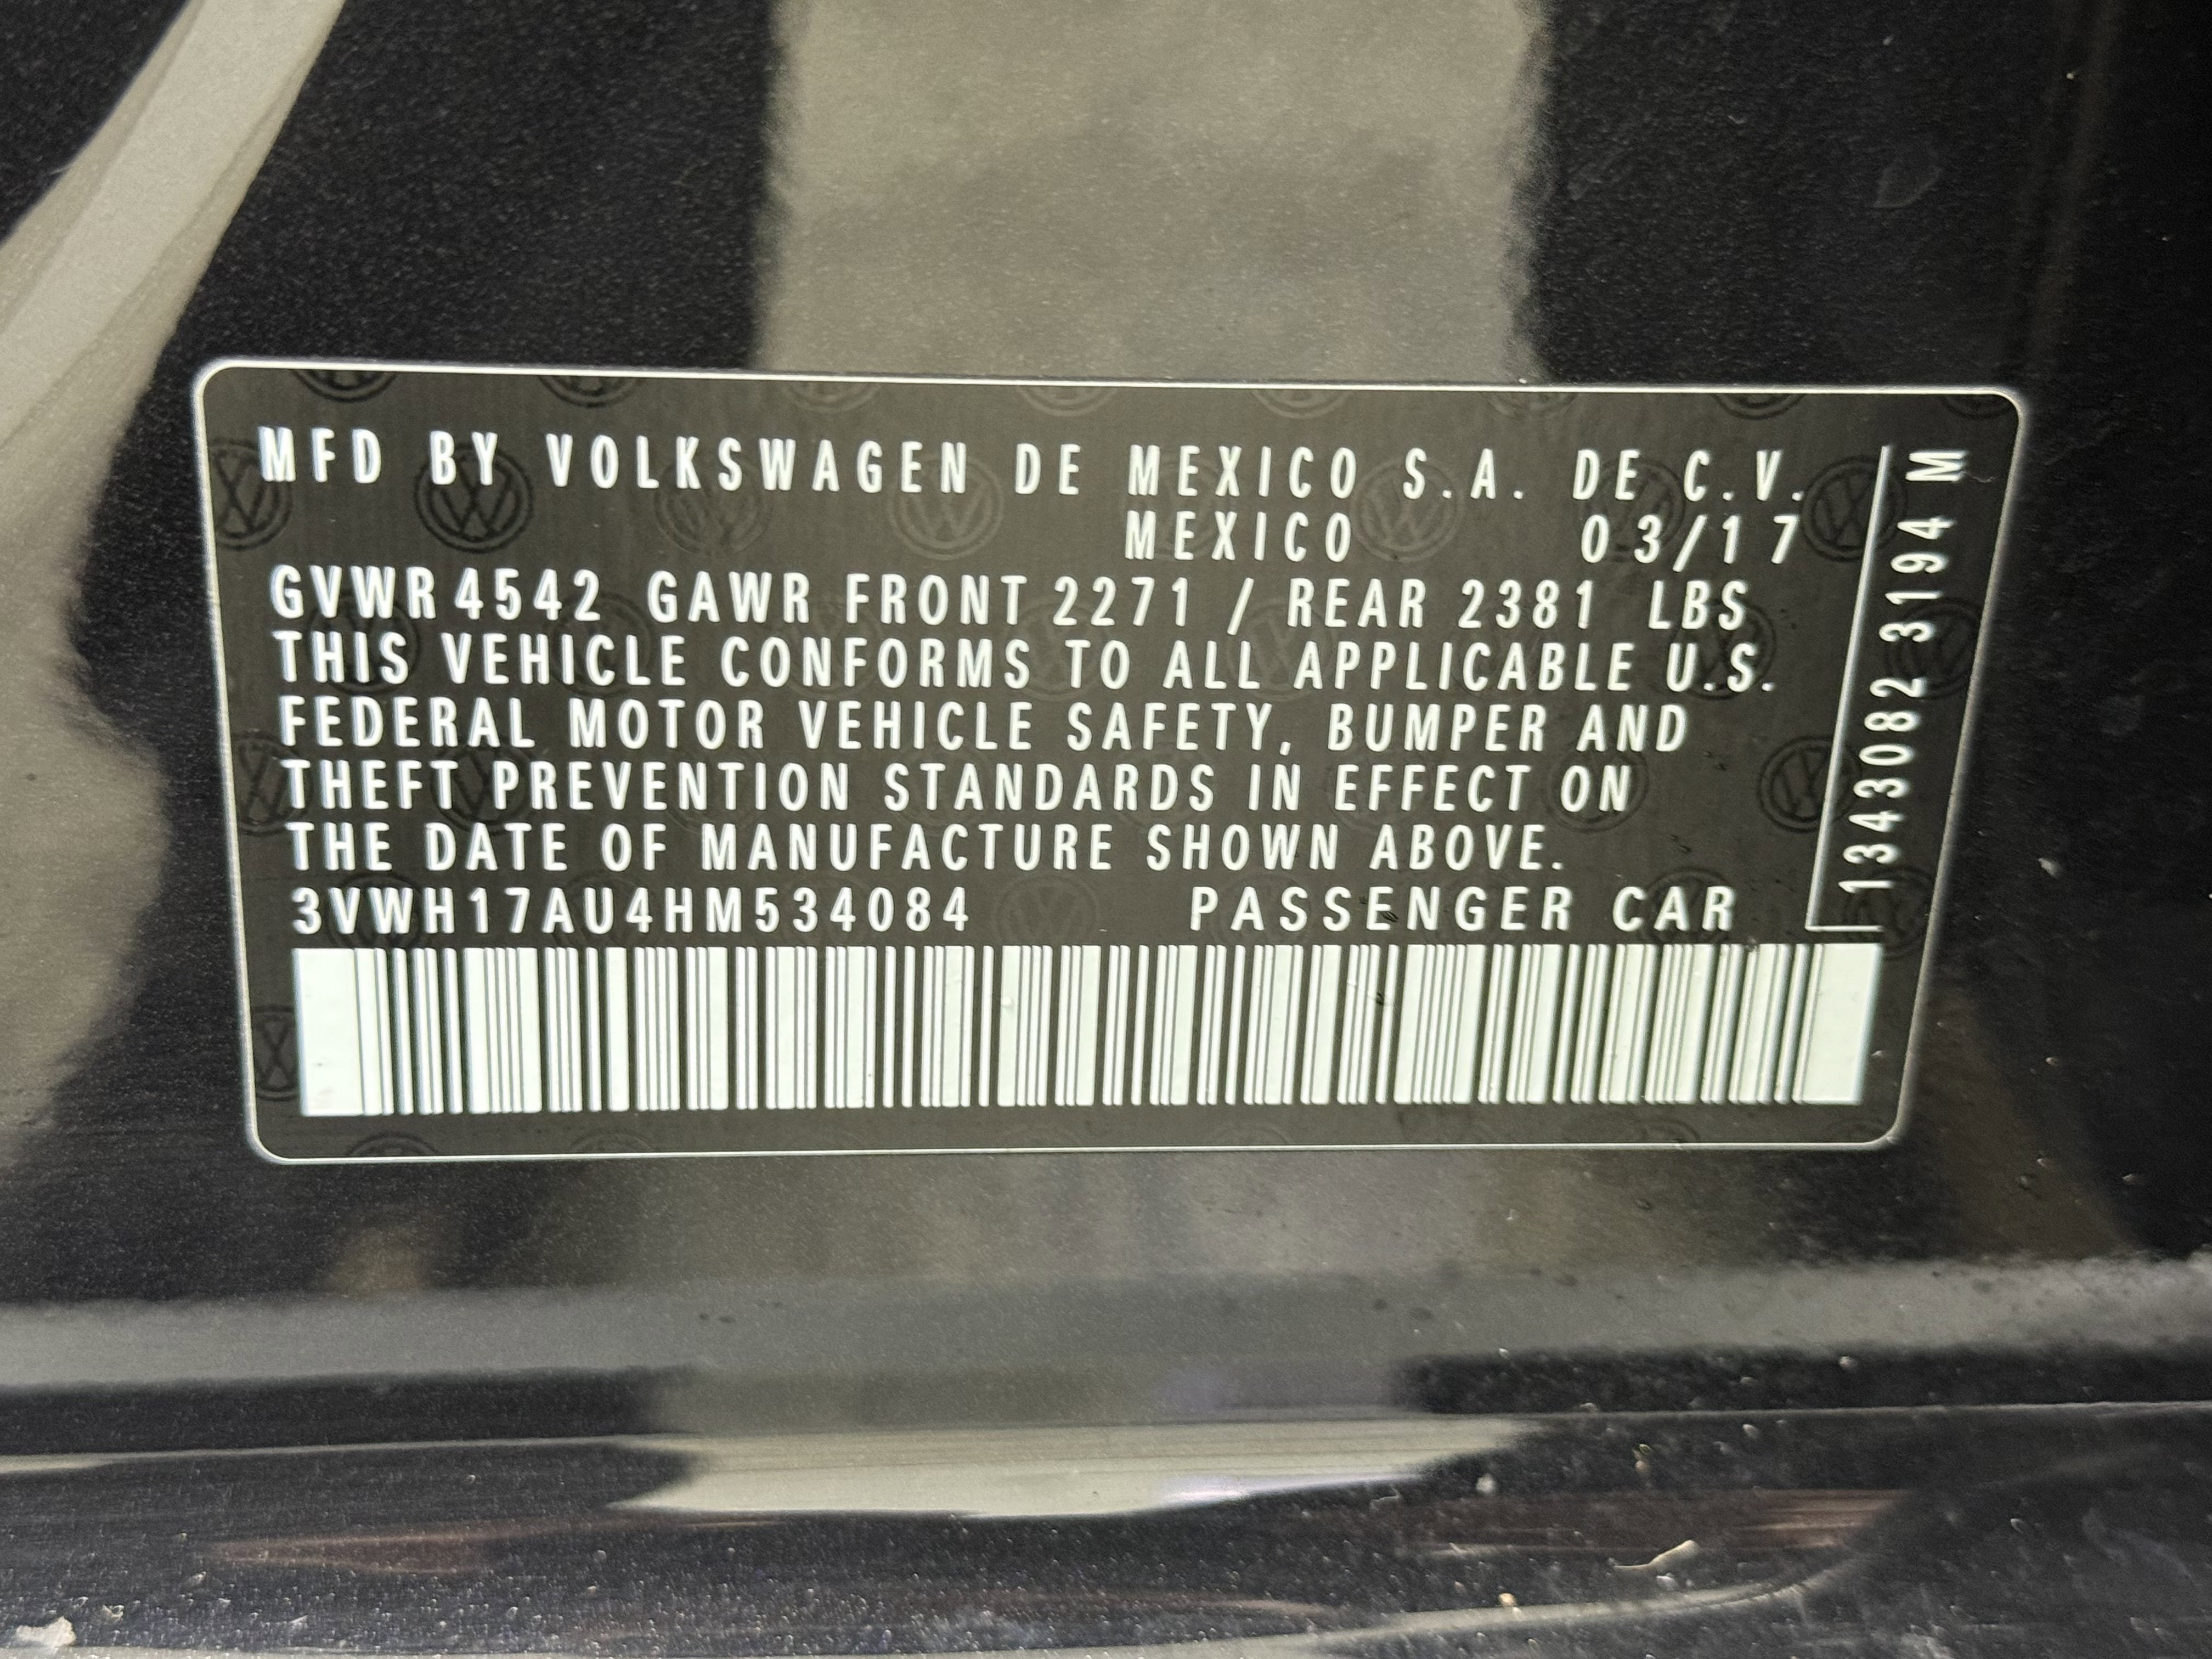 MFD BY VOLKSWAGEN DE MEXICO S.A. DE C.V.
MEXICO 03/17
GVWR 4542 GAWR FRONT 2271 / REAR 2381 LBS
THIS VEHICLE CONFORMS TO ALL APPLICABLE U.S.
FEDERAL MOTOR VEHICLE SAFETY, BUMPER AND
THEFT PREVENTION STANDARDS IN EFFECT ON
THE DATE OF MANUFACTURE SHOWN ABOVE.
3VWH17AU4HM534084 PASSENGER CAR
1343082 3194 M